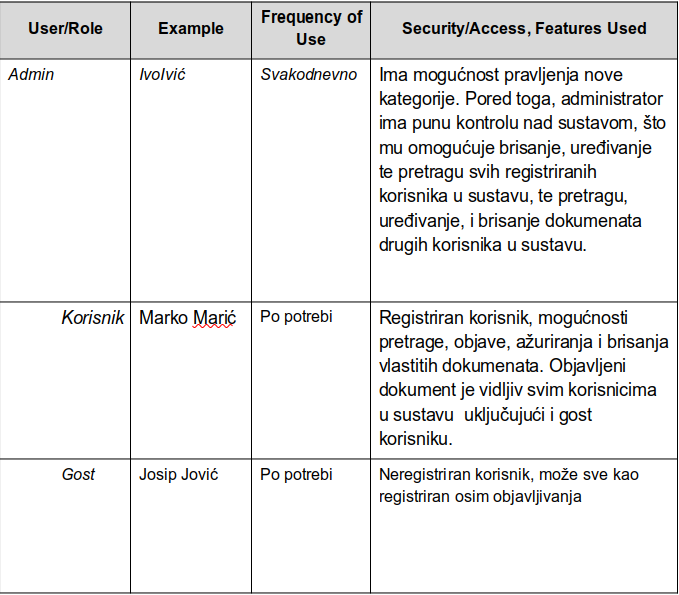 User/Role
Example
Frequency of
Use
Security/Access, Features Used
Admin
IvoIvić
Svakodnevno
Ima mogućnost pravljenja nove
kategorije. Pored toga, administrator
ima punu kontrolu nad sustavom, što
mu omogućuje brisanje, uređivanje
te pretragu svih registriranih
korisnika u sustavu, te pretragu,
uređivanje, i brisanje dokumenata
drugih korisnika u sustavu.
Korisnik
Marko Marić
Po potrebi
Registriran korisnik, mogućnosti
pretrage, objave, ažuriranja i brisanja
vlastitih dokumenata. Objavljeni
dokument je vidljiv svim korisnicima
u sustavu  uključujući i gost
korisniku.
Gost
Josip Jović
Po potrebi
Neregistriran korisnik, može sve kao
registriran osim objavljivanja